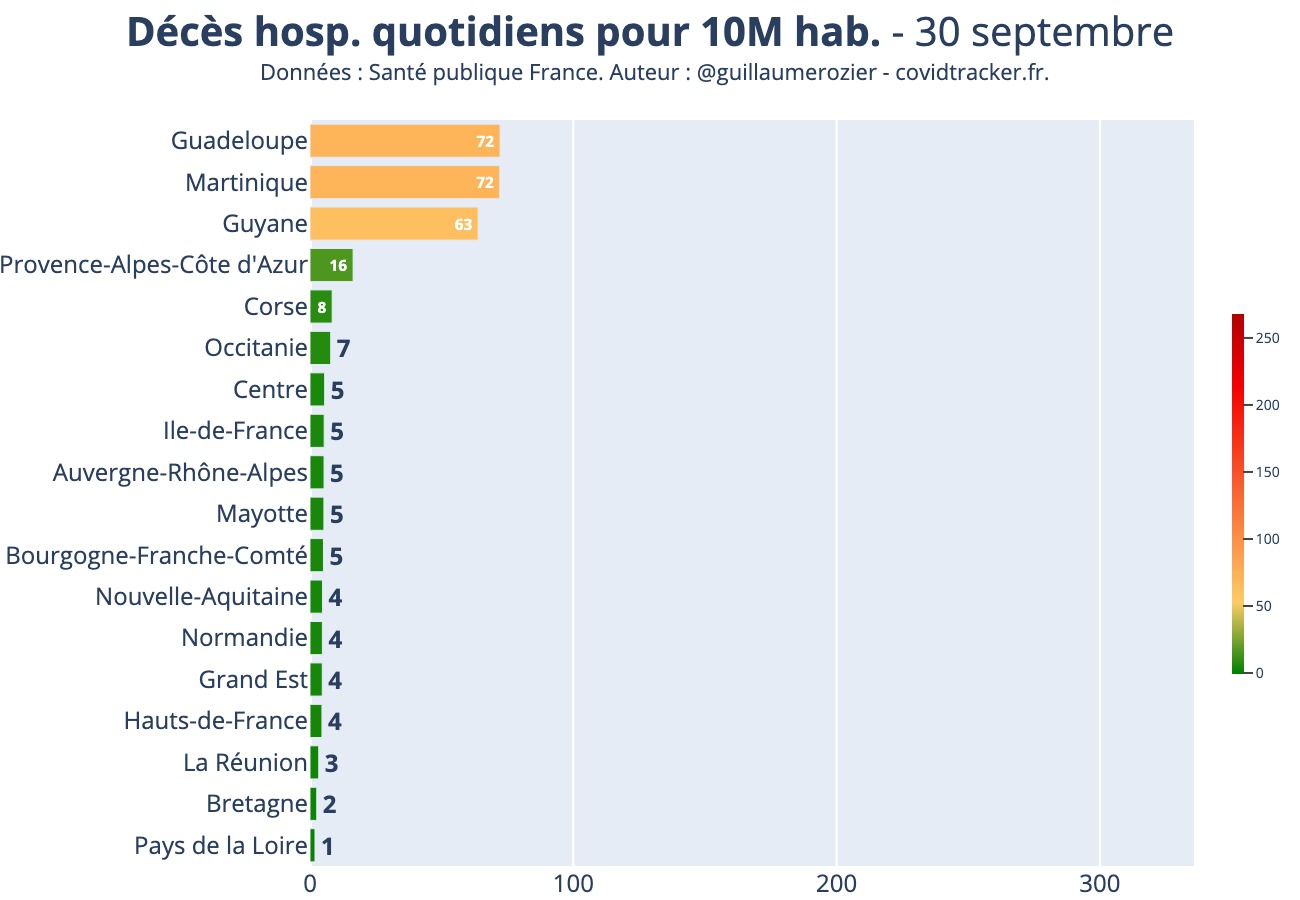 Décès hosp. quotidiens pour 10M hab. - 30 septembre
Données : Santé publique France. Auteur : @guillaumerozier - covidtracker.fr.
Guadeloupe 72
Martinique 72
Guyane 63
Provence-Alpes-Côte d'Azur 16
Corse 8
Occitanie 7
Centre 5
Ile-de-France 5
Auvergne-Rhône-Alpes 5
Mayotte 5
Bourgogne-Franche-Comté 5
Nouvelle-Aquitaine 4
Normandie 4
Grand Est 4
Hauts-de-France 4
La Réunion 3
Bretagne 2
Pays de la Loire 1
0 100 200 300
250
200
150
100
50
0